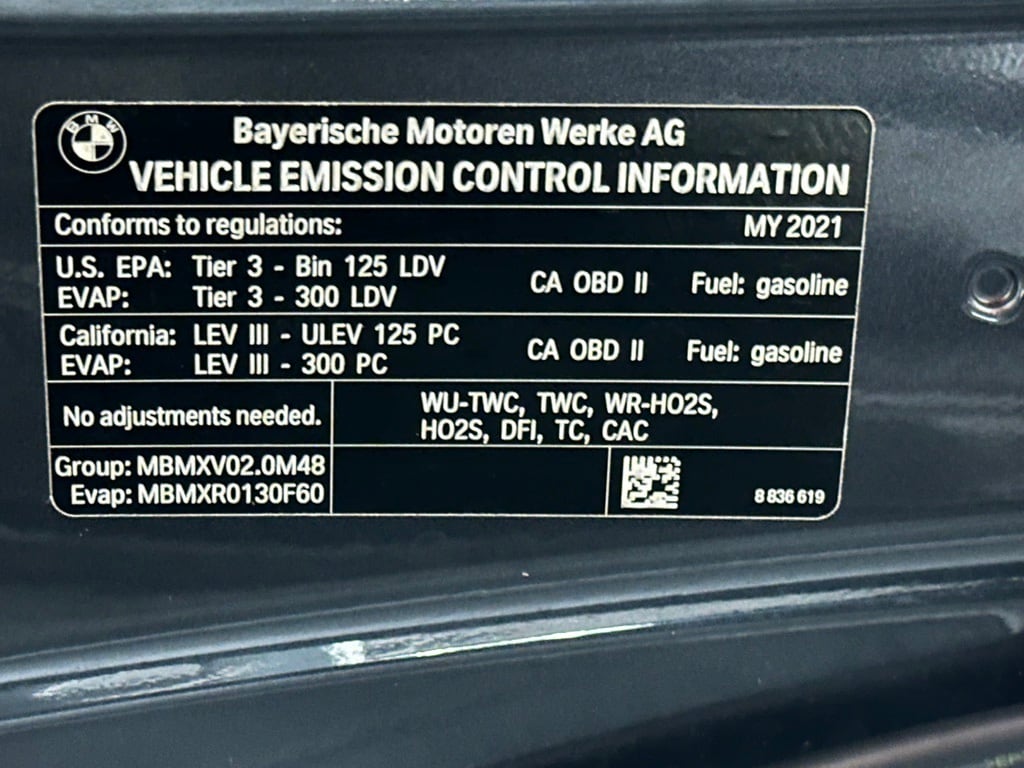 BMW
Bayerische Motoren Werke AG
VEHICLE EMISSION CONTROL INFORMATION
Conforms to regulations: MY 2021
U.S. EPA: Tier 3 - Bin 125 LDV
EVAP: Tier 3 - 300 LDV
CA OBD II Fuel: gasoline
California: LEV III - ULEV 125 PC
EVAP: LEV III - 300 PC
CA OBD II Fuel: gasoline
No adjustments needed.
WU-TWC, TWC, WR-HO2S,
HO2S, DFI, TC, CAC
Group: MBMXV02.0M48
Evap: MBMXR0130F60
8 836 619